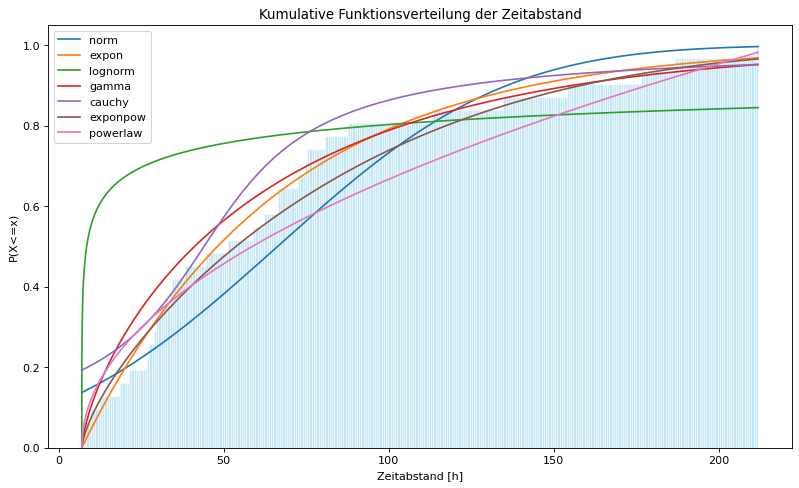 Kumulative Funktionsverteilung der Zeitabstand
norm
expon
lognorm
gamma
cauchy
exponpow
powerlaw
P(X<=x)
1.0
0.8
0.6
0.4
0.2
0.0
0 50 100 150 200
Zeitabstand [h]